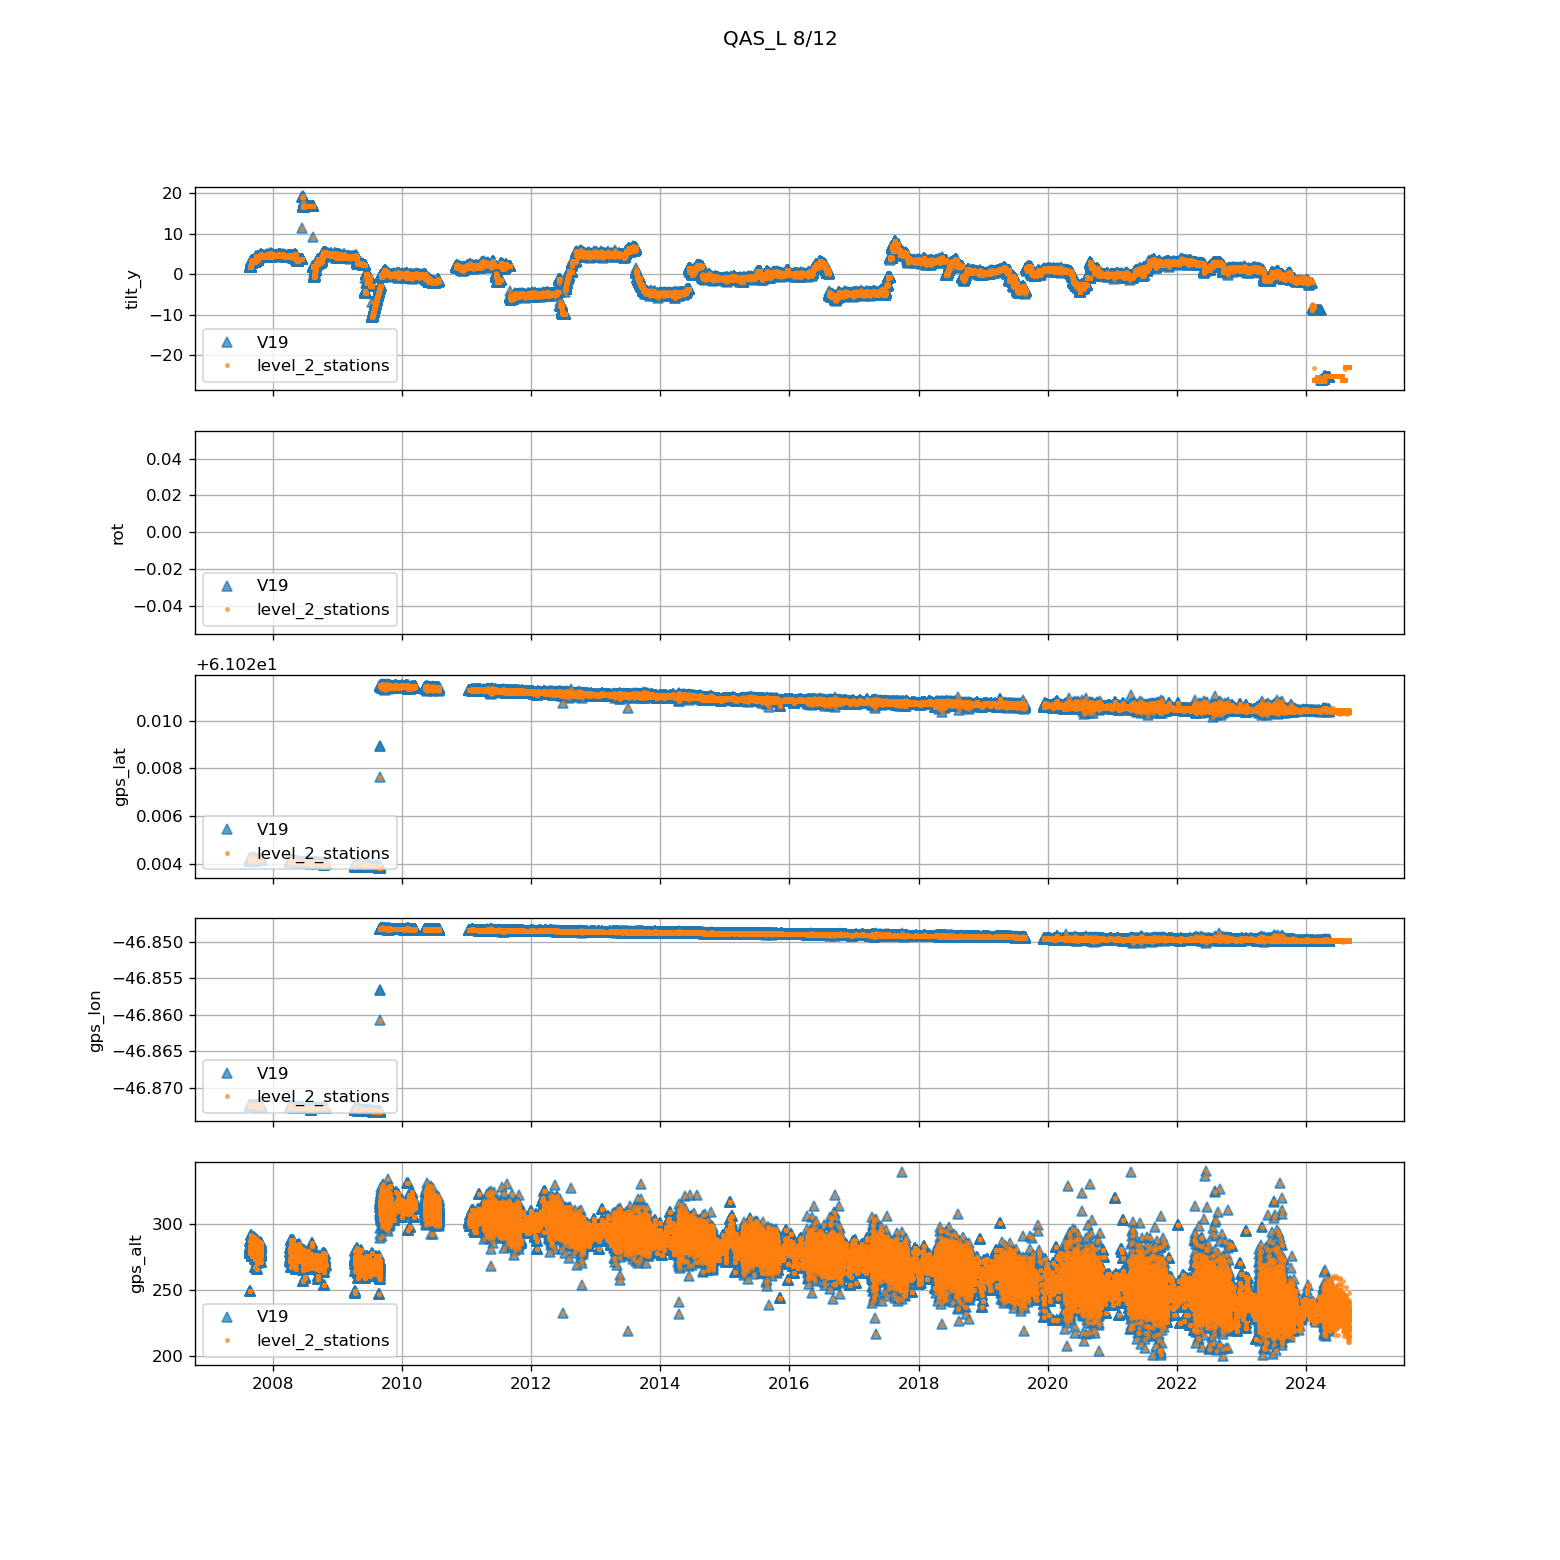 QAS_L 8/12
20
10
0
−10
−20
tilt_y
V19
level_2_stations
0.04
0.02
0.00
−0.02
−0.04
rot
V19
level_2_stations
+6.102e1
0.010
0.008
0.006
0.004
gps_lat
V19
level_2_stations
−46.850
−46.855
−46.860
−46.865
−46.870
gps_lon
V19
level_2_stations
300
250
200
gps_alt
V19
level_2_stations
2008 2010 2012 2014 2016 2018 2020 2022 2024